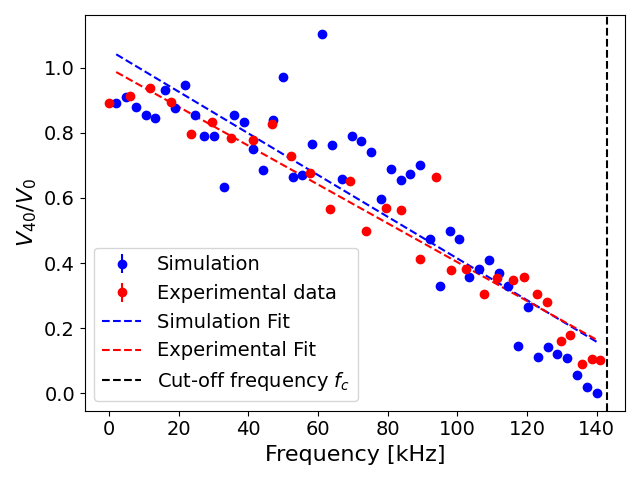 1.0
0.8
0.6
0.4
0.2
0.0
V₄₀/V₀
Simulation
Experimental data
Simulation Fit
Experimental Fit
Cut-off frequency f_c
0 20 40 60 80 100 120 140
Frequency [kHz]